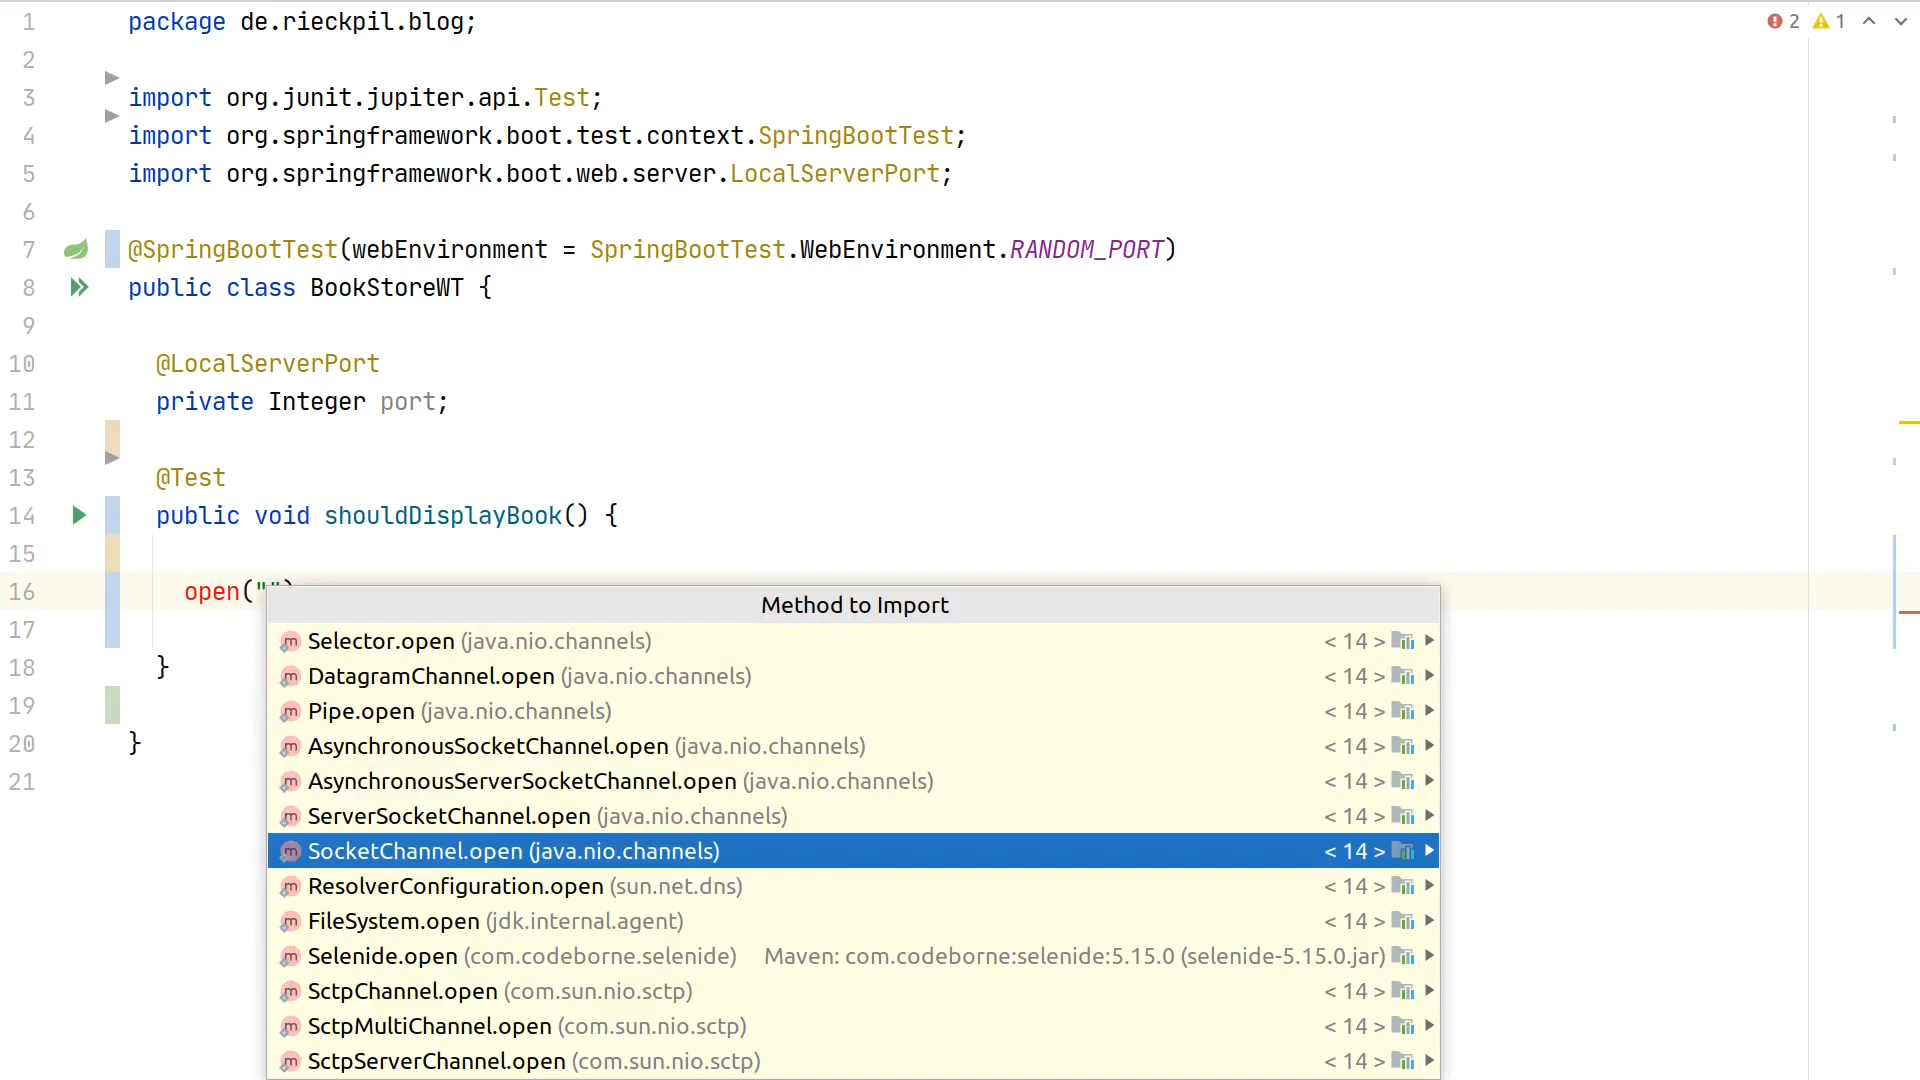 1 package de.rieckpil.blog;
2
3 import org.junit.jupiter.api.Test;
4 import org.springframework.boot.test.context.SpringBootTest;
5 import org.springframework.boot.web.server.LocalServerPort;
6
7 @SpringBootTest(webEnvironment = SpringBootTest.WebEnvironment.RANDOM_PORT)
8 public class BookStoreWT {
9
10 @LocalServerPort
11 private Integer port;
12
13 @Test
14 public void shouldDisplayBook() {
15
16 open("")
17
18 }
19
20 }
21
2 1
Method to Import
Selector.open (java.nio.channels) < 14 >
DatagramChannel.open (java.nio.channels) < 14 >
Pipe.open (java.nio.channels) < 14 >
AsynchronousSocketChannel.open (java.nio.channels) < 14 >
AsynchronousServerSocketChannel.open (java.nio.channels) < 14 >
ServerSocketChannel.open (java.nio.channels) < 14 >
SocketChannel.open (java.nio.channels) < 14 >
ResolverConfiguration.open (sun.net.dns) < 14 >
FileSystem.open (jdk.internal.agent) < 14 >
Selenide.open (com.codeborne.selenide) Maven: com.codeborne:selenide:5.15.0 (selenide-5.15.0.jar)
SctpChannel.open (com.sun.nio.sctp) < 14 >
SctpMultiChannel.open (com.sun.nio.sctp) < 14 >
SctpServerChannel.open (com.sun.nio.sctp) < 14 >